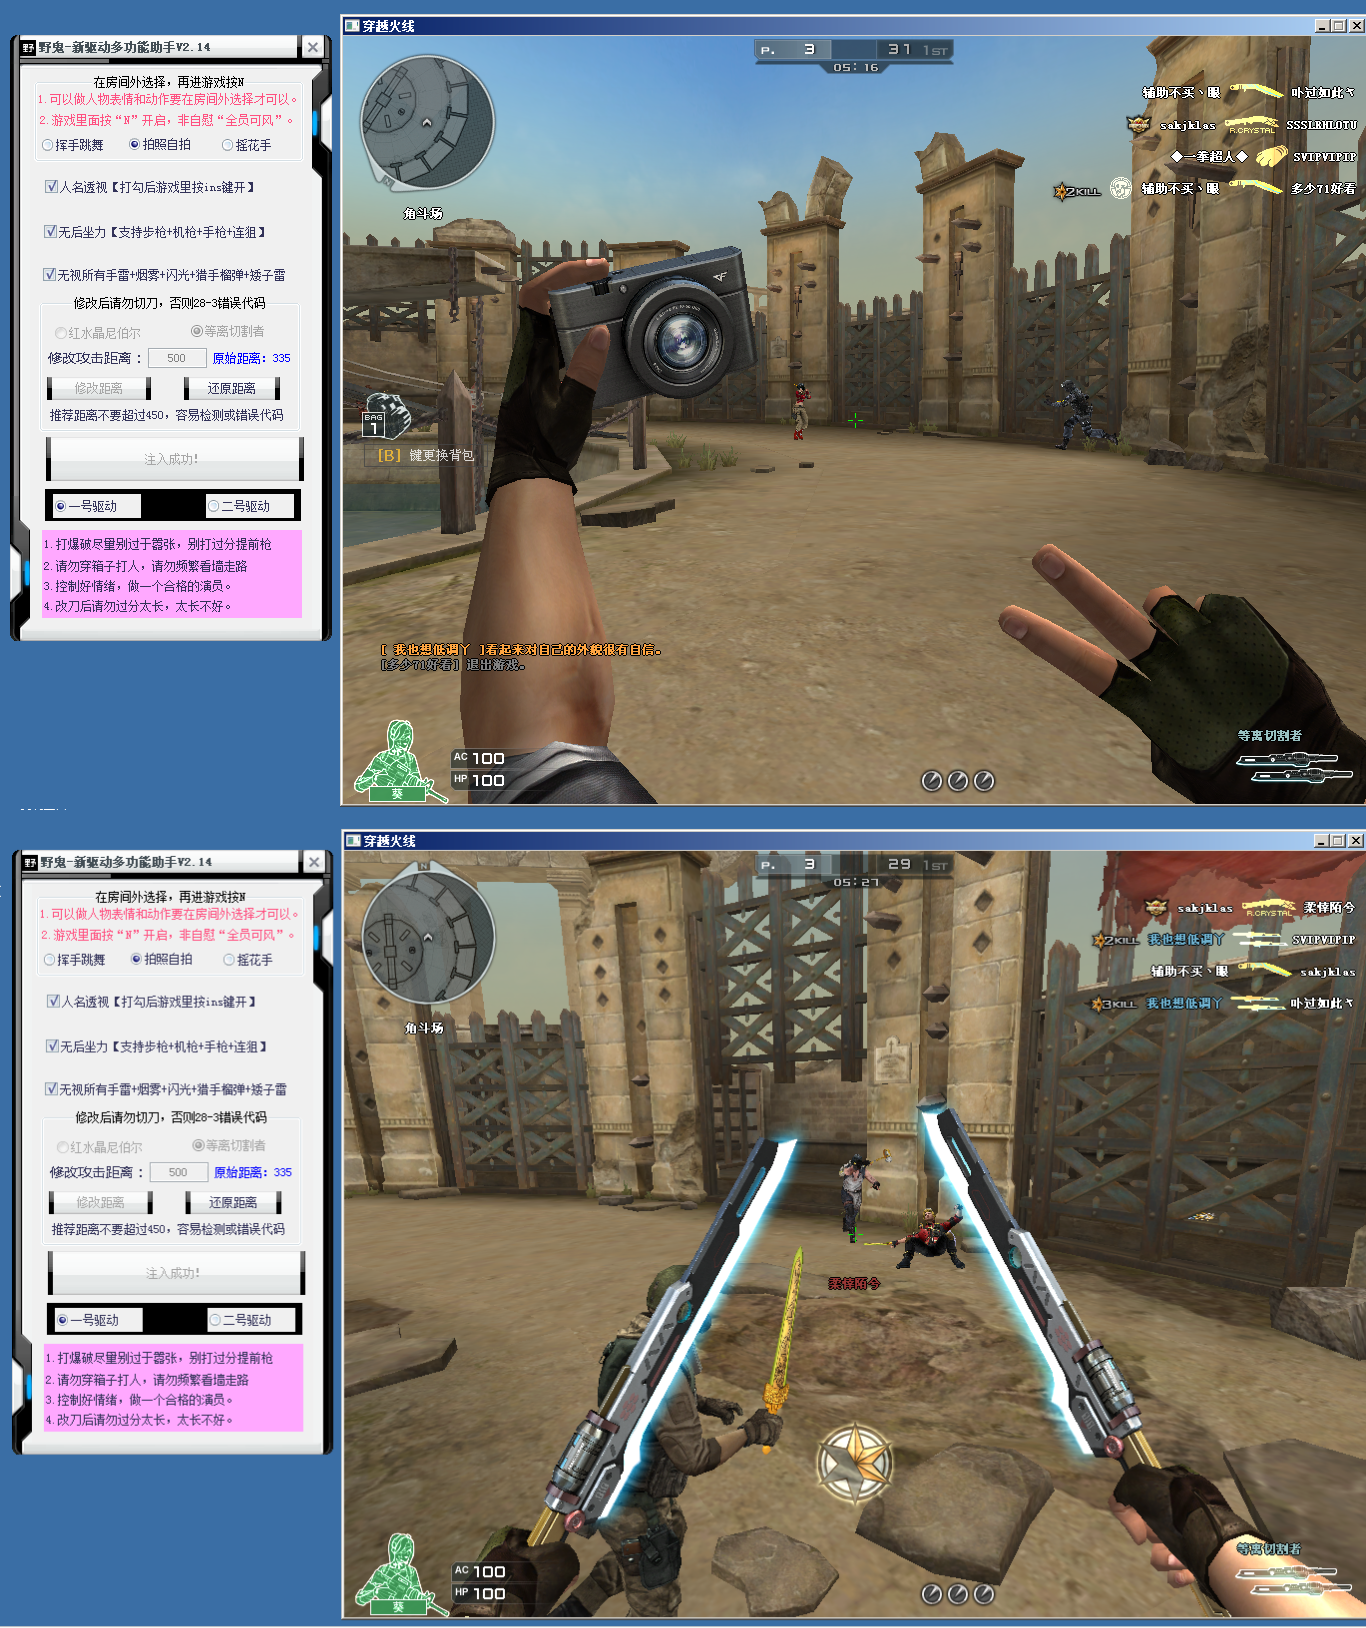 野鬼-新驱动多功能助手V2.14
在房间外选择，再进游戏按N
1.可以做人物表情和动作要在房间外选择才可以。
2.游戏里面按“N”开启，非自慰“全员可风”。
挥手跳舞
拍照自拍
摇花手
人名透视【打勾后游戏里按ins键开】
无后坐力【支持步枪+机枪+手枪+连狙】
无视所有手雷+烟雾+闪光+猎手榴弹+矮子雷
修改后请勿切刀，否则28-3错误代码
红水晶尼伯尔
等离切割者
修改攻击距离：
500
原始距离：335
修改距离
还原距离
推荐距离不要超过450，容易检测或错误代码
注入成功!
一号驱动
二号驱动
1.打爆破尽量别过于嚣张，别打过分提前枪
2.请勿穿箱子打人，请勿频繁看墙走路
3.控制好情绪，做一个合格的演员。
4.改刀后请勿过分太长，太长不好。
穿越火线
P. 3 31 1ST
05:16
N
角斗场
辅助不买丶眼 卟过如此ㄘ
sakjklas R.CRYSTAL SSSLRHLOTU
◆一拳超人◆ SVIPVIPIP
2KILL 辅助不买丶眼 多少71好看
BAG
1
[B] 键更换背包
[ 我也想低调丫 ]看起来对自己的外貌很有自信。
[多少71好看] 退出游戏。
AC 100
HP 100
葵
等离切割者
野鬼-新驱动多功能助手V2.14
在房间外选择，再进游戏按N
1.可以做人物表情和动作要在房间外选择才可以。
2.游戏里面按“N”开启，非自慰“全员可风”。
挥手跳舞
拍照自拍
摇花手
人名透视【打勾后游戏里按ins键开】
无后坐力【支持步枪+机枪+手枪+连狙】
无视所有手雷+烟雾+闪光+猎手榴弹+矮子雷
修改后请勿切刀，否则28-3错误代码
红水晶尼伯尔
等离切割者
修改攻击距离：
500
原始距离：335
修改距离
还原距离
推荐距离不要超过450，容易检测或错误代码
注入成功!
一号驱动
二号驱动
1.打爆破尽量别过于嚣张，别打过分提前枪
2.请勿穿箱子打人，请勿频繁看墙走路
3.控制好情绪，做一个合格的演员。
4.改刀后请勿过分太长，太长不好。
穿越火线
P. 3 29 1ST
05:27
N
角斗场
sakjklas R.CRYSTAL 柔情陌今
2KILL 我也想低调丫 SVIPVIPIP
辅助不买丶眼 sakjklas
3KILL 我也想低调丫 卟过如此ㄘ
柔情陌今
AC 100
HP 100
葵
等离切割者